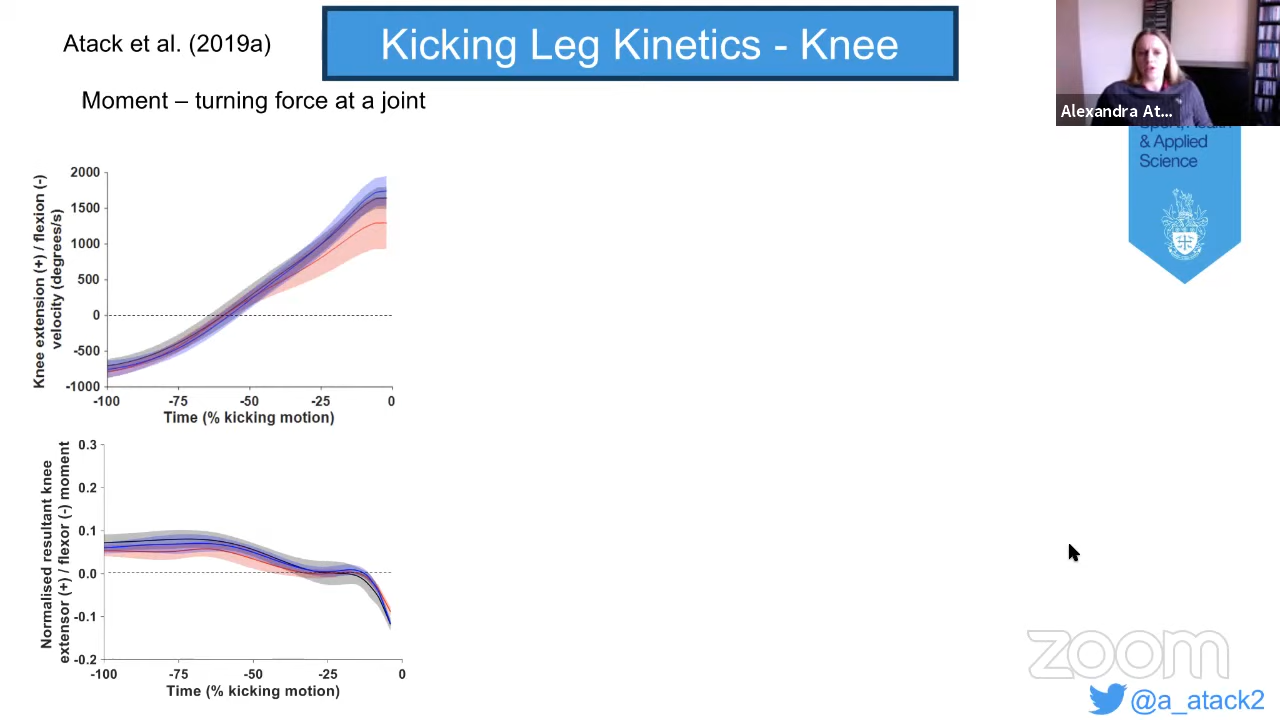 Atack et al. (2019a)
Kicking Leg Kinetics - Knee
Moment – turning force at a joint
Alexandra At...
Sport, Health
& Applied
Science
Knee extension (+) / flexion (-)
velocity (degrees/s)
2000
1500
1000
500
0
-500
-1000
-100 -75 -50 -25 0
Time (% kicking motion)
Normalised resultant knee
extensor (+) / flexor (-) moment
0.3
0.2
0.1
0.0
-0.1
-0.2
-100 -75 -50 -25 0
Time (% kicking motion)
zoom
@a_atack2